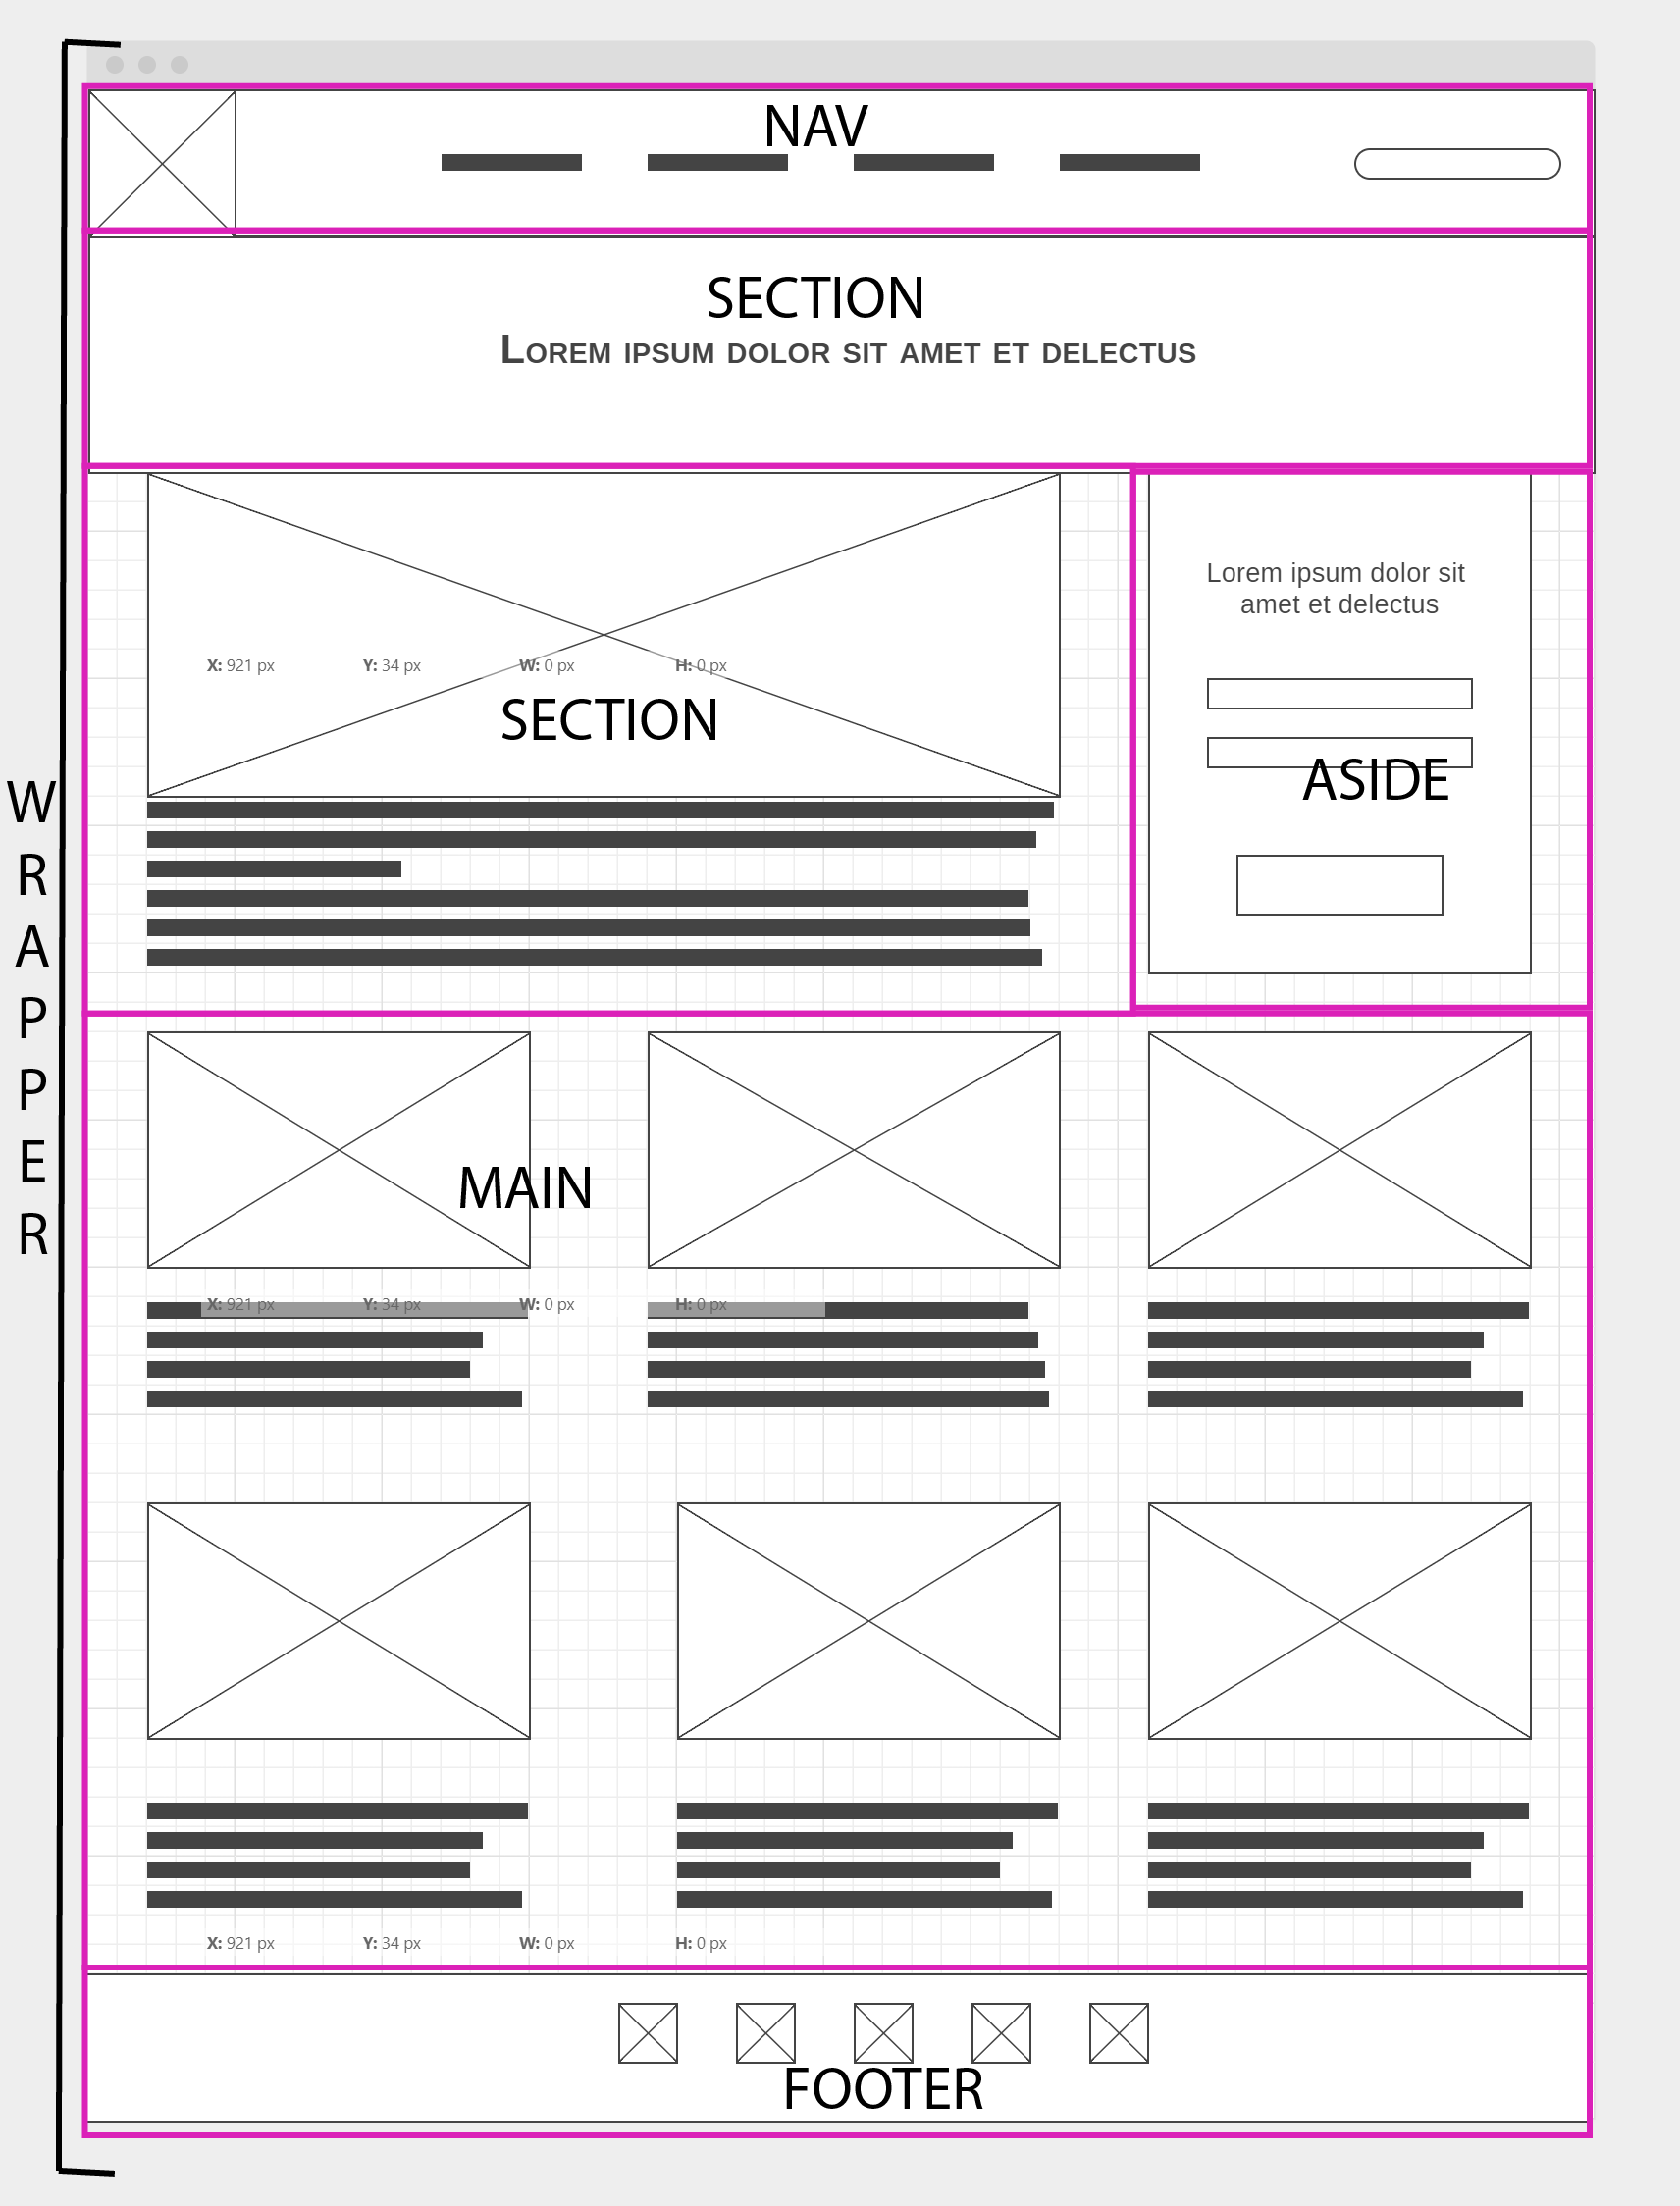 NAV
SECTION
Lorem ipsum dolor sit amet et delectus
Lorem ipsum dolor sit
amet et delectus
X: 921 px Y: 34 px W: 0 px H: 0 px
SECTION
ASIDE
W
R
A
P
P
E
R
MAIN
X: 921 px Y: 34 px W: 0 px H: 0 px
X: 921 px Y: 34 px W: 0 px H: 0 px
FOOTER